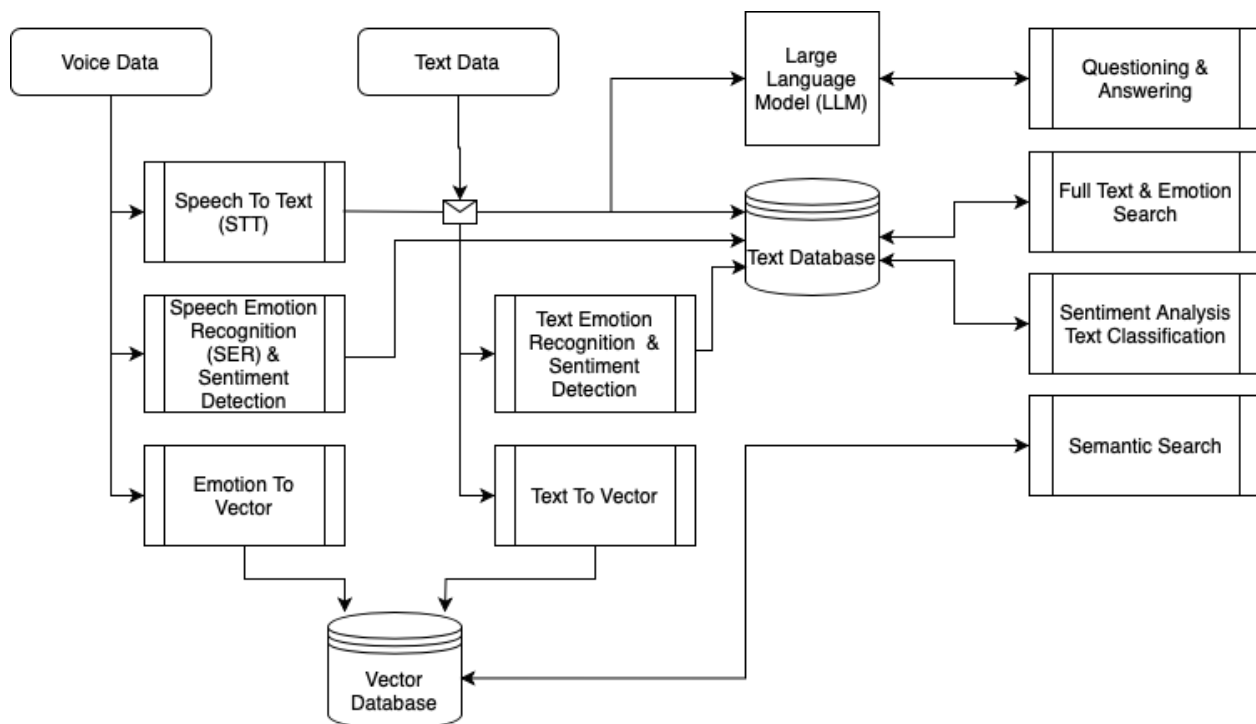 Voice Data
Text Data
Large
Language
Model (LLM)
Questioning &
Answering
Speech To Text
(STT)
Full Text & Emotion
Search
Text Database
Speech Emotion
Recognition
(SER) &
Sentiment
Detection
Text Emotion
Recognition &
Sentiment
Detection
Sentiment Analysis
Text Classification
Emotion To
Vector
Text To Vector
Semantic Search
Vector
Database